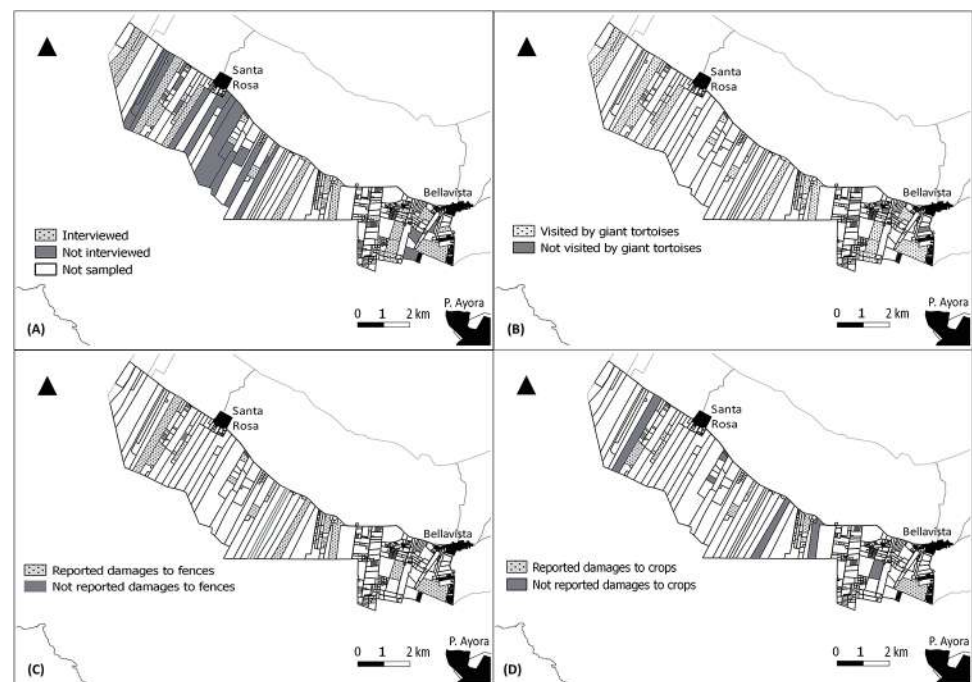 Santa
Rosa
Bellavista
Interviewed
Not interviewed
Not sampled
P. Ayora
0 1 2 km
(A)
Santa
Rosa
Bellavista
Visited by giant tortoises
Not visited by giant tortoises
P. Ayora
0 1 2 km
(B)
Santa
Rosa
Bellavista
Reported damages to fences
Not reported damages to fences
P. Ayora
0 1 2 km
(C)
Santa
Rosa
Bellavista
Reported damages to crops
Not reported damages to crops
P. Ayora
0 1 2 km
(D)